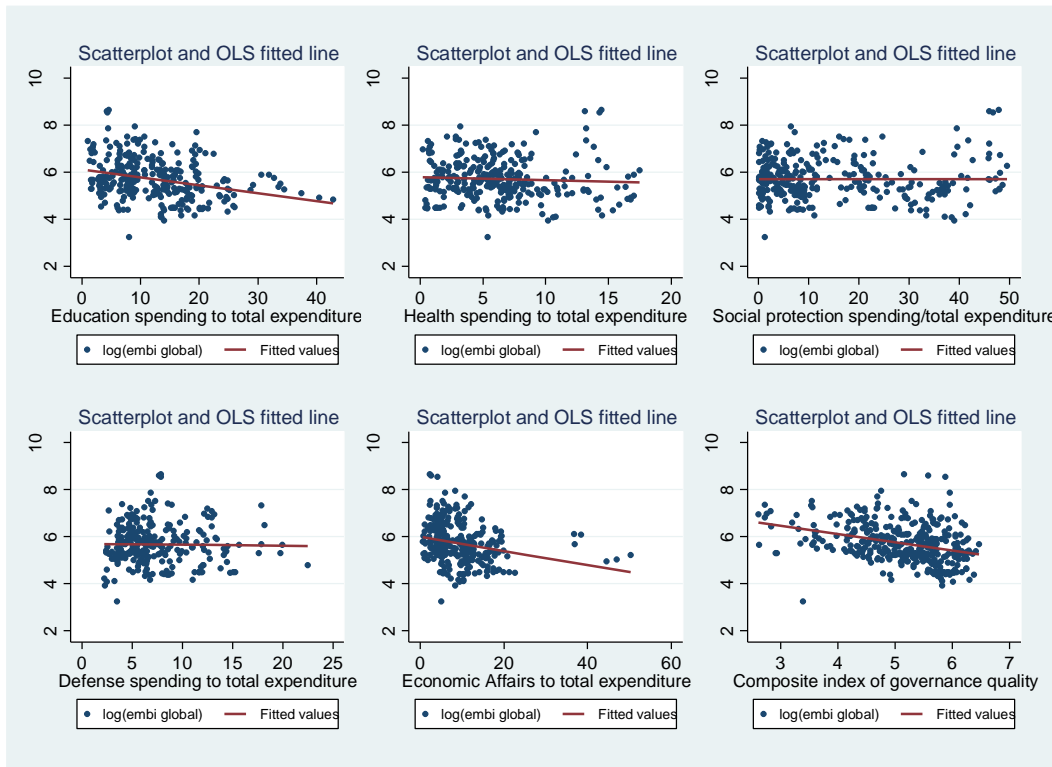 Scatterplot and OLS fitted line
10
8
6
4
2
0 10 20 30 40
Education spending to total expenditure
log(embi global) Fitted values
Scatterplot and OLS fitted line
10
8
6
4
2
0 5 10 15 20
Health spending to total expenditure
log(embi global) Fitted values
Scatterplot and OLS fitted line
10
8
6
4
2
0 10 20 30 40 50
Social protection spending/total expenditure
log(embi global) Fitted values
Scatterplot and OLS fitted line
10
8
6
4
2
0 5 10 15 20 25
Defense spending to total expenditure
log(embi global) Fitted values
Scatterplot and OLS fitted line
10
8
6
4
2
0 20 40 60
Economic Affairs to total expenditure
log(embi global) Fitted values
Scatterplot and OLS fitted line
10
8
6
4
2
3 4 5 6 7
Composite index of governance quality
log(embi global) Fitted values